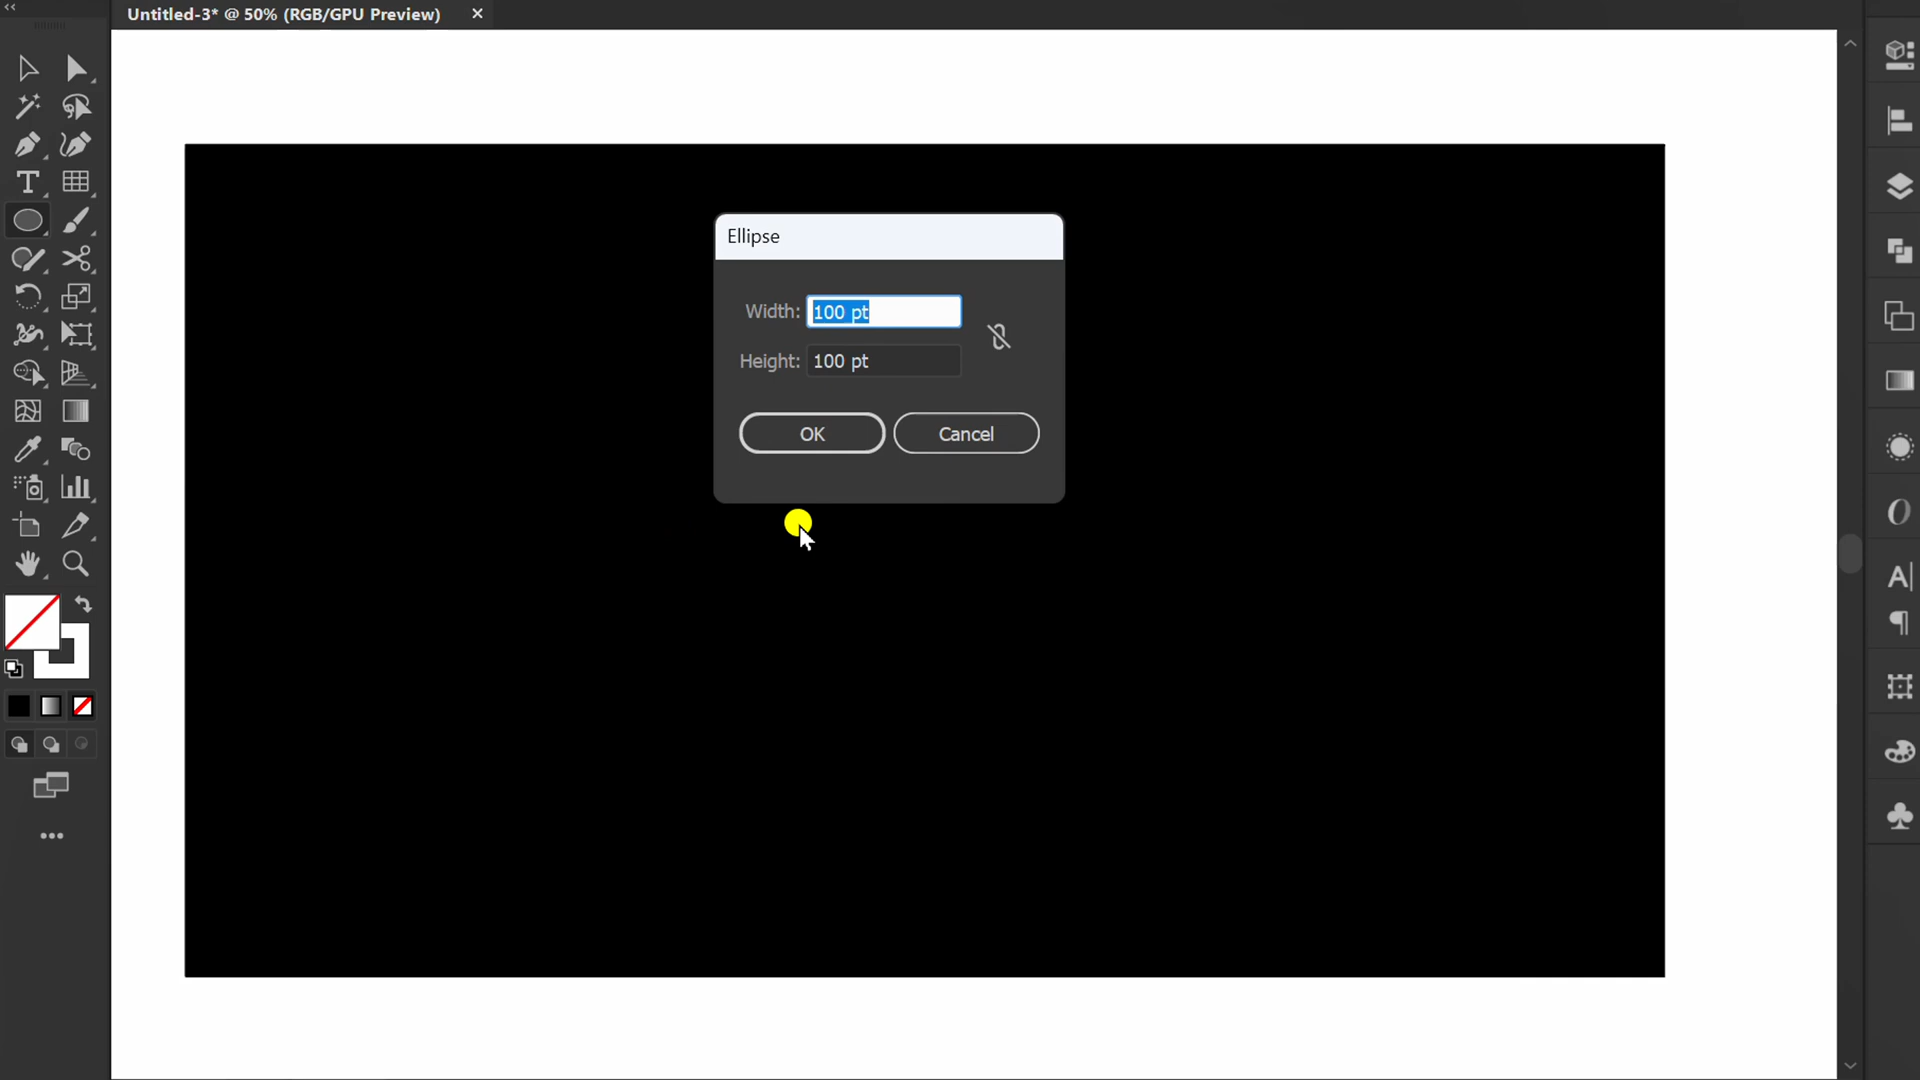 Untitled-3* @ 50% (RGB/GPU Preview)
Ellipse
Width: 100 pt
Height: 100 pt
OK Cancel